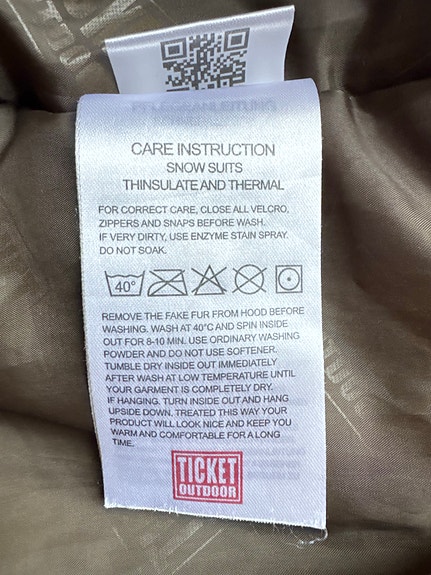 CARE INSTRUCTION
SNOW SUITS
THINSULATE AND THERMAL
FOR CORRECT CARE, CLOSE ALL VELCRO,
ZIPPERS AND SNAPS BEFORE WASH.
IF VERY DIRTY, USE ENZYME STAIN SPRAY.
DO NOT SOAK.
40°
REMOVE THE FAKE FUR FROM HOOD BEFORE
WASHING. WASH AT 40°C AND SPIN INSIDE
OUT FOR 8-10 MIN. USE ORDINARY WASHING
POWDER AND DO NOT USE SOFTENER.
TUMBLE DRY INSIDE OUT IMMEDIATELY
AFTER WASH AT LOW TEMPERATURE UNTIL
YOUR GARMENT IS COMPLETELY DRY.
IF HANGING. TURN INSIDE OUT AND HANG
UPSIDE DOWN. TREATED THIS WAY YOUR
PRODUCT WILL LOOK NICE AND KEEP YOU
WARM AND COMFORTABLE FOR A LONG
TIME.
TICKET
OUTDOOR